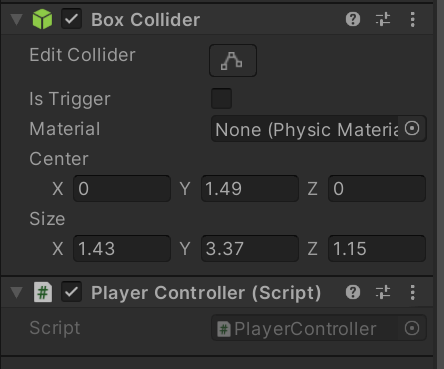 Box Collider
Edit Collider
Is Trigger
Material None (Physic Materia
Center
X 0 Y 1.49 Z 0
Size
X 1.43 Y 3.37 Z 1.15
# Player Controller (Script)
Script # PlayerController